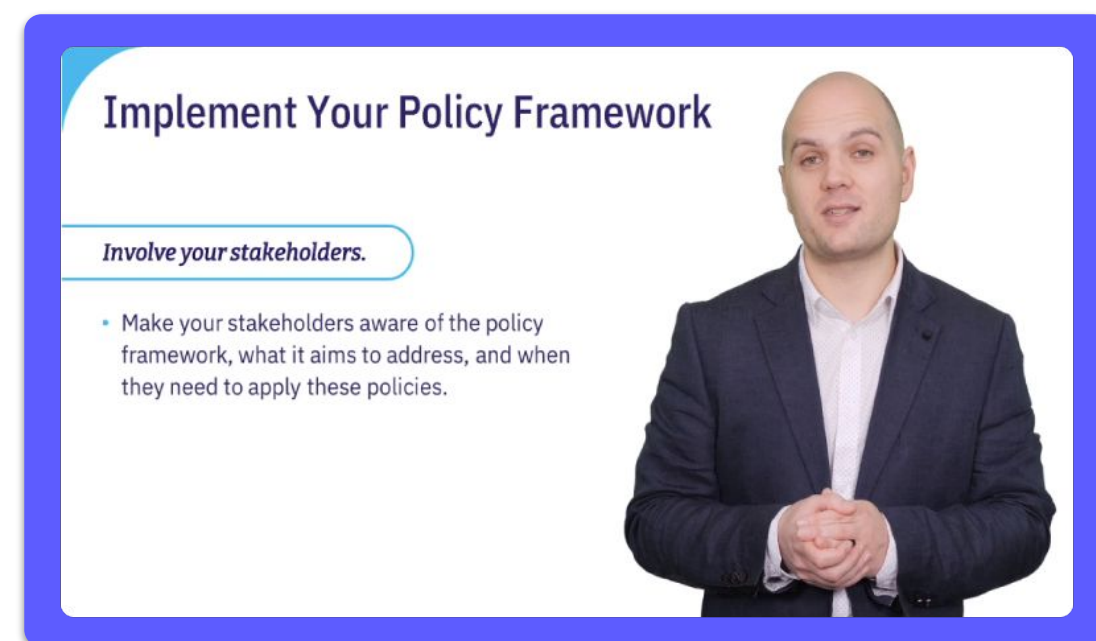 Implement Your Policy Framework
Involve your stakeholders.
• Make your stakeholders aware of the policy
framework, what it aims to address, and when
they need to apply these policies.